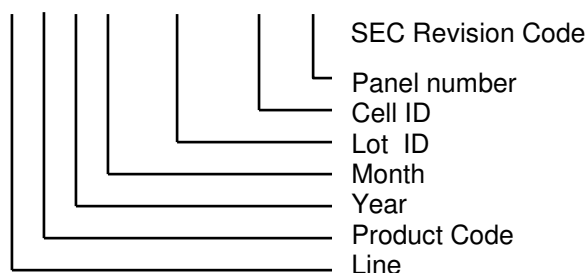 SEC Revision Code
Panel number
Cell ID
Lot ID
Month
Year
Product Code
Line